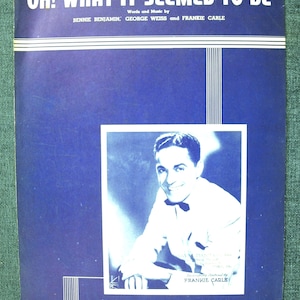 OH! WHAT IT SEEMED TO BE
Words and Music by
BENNIE BENJAMIN, GEORGE WEISS and FRANKIE CARLE
FRANKIE CARLE